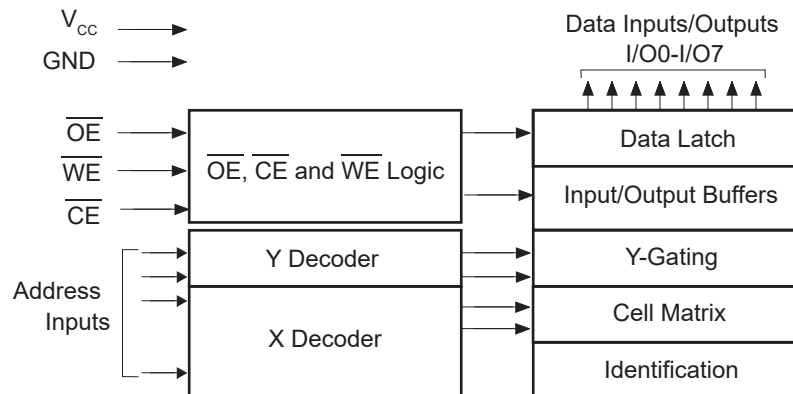 V_CC
GND
OE
WE
CE
Address
Inputs
OE, CE and WE Logic
Y Decoder
X Decoder
Data Inputs/Outputs
I/O0-I/O7
Data Latch
Input/Output Buffers
Y-Gating
Cell Matrix
Identification